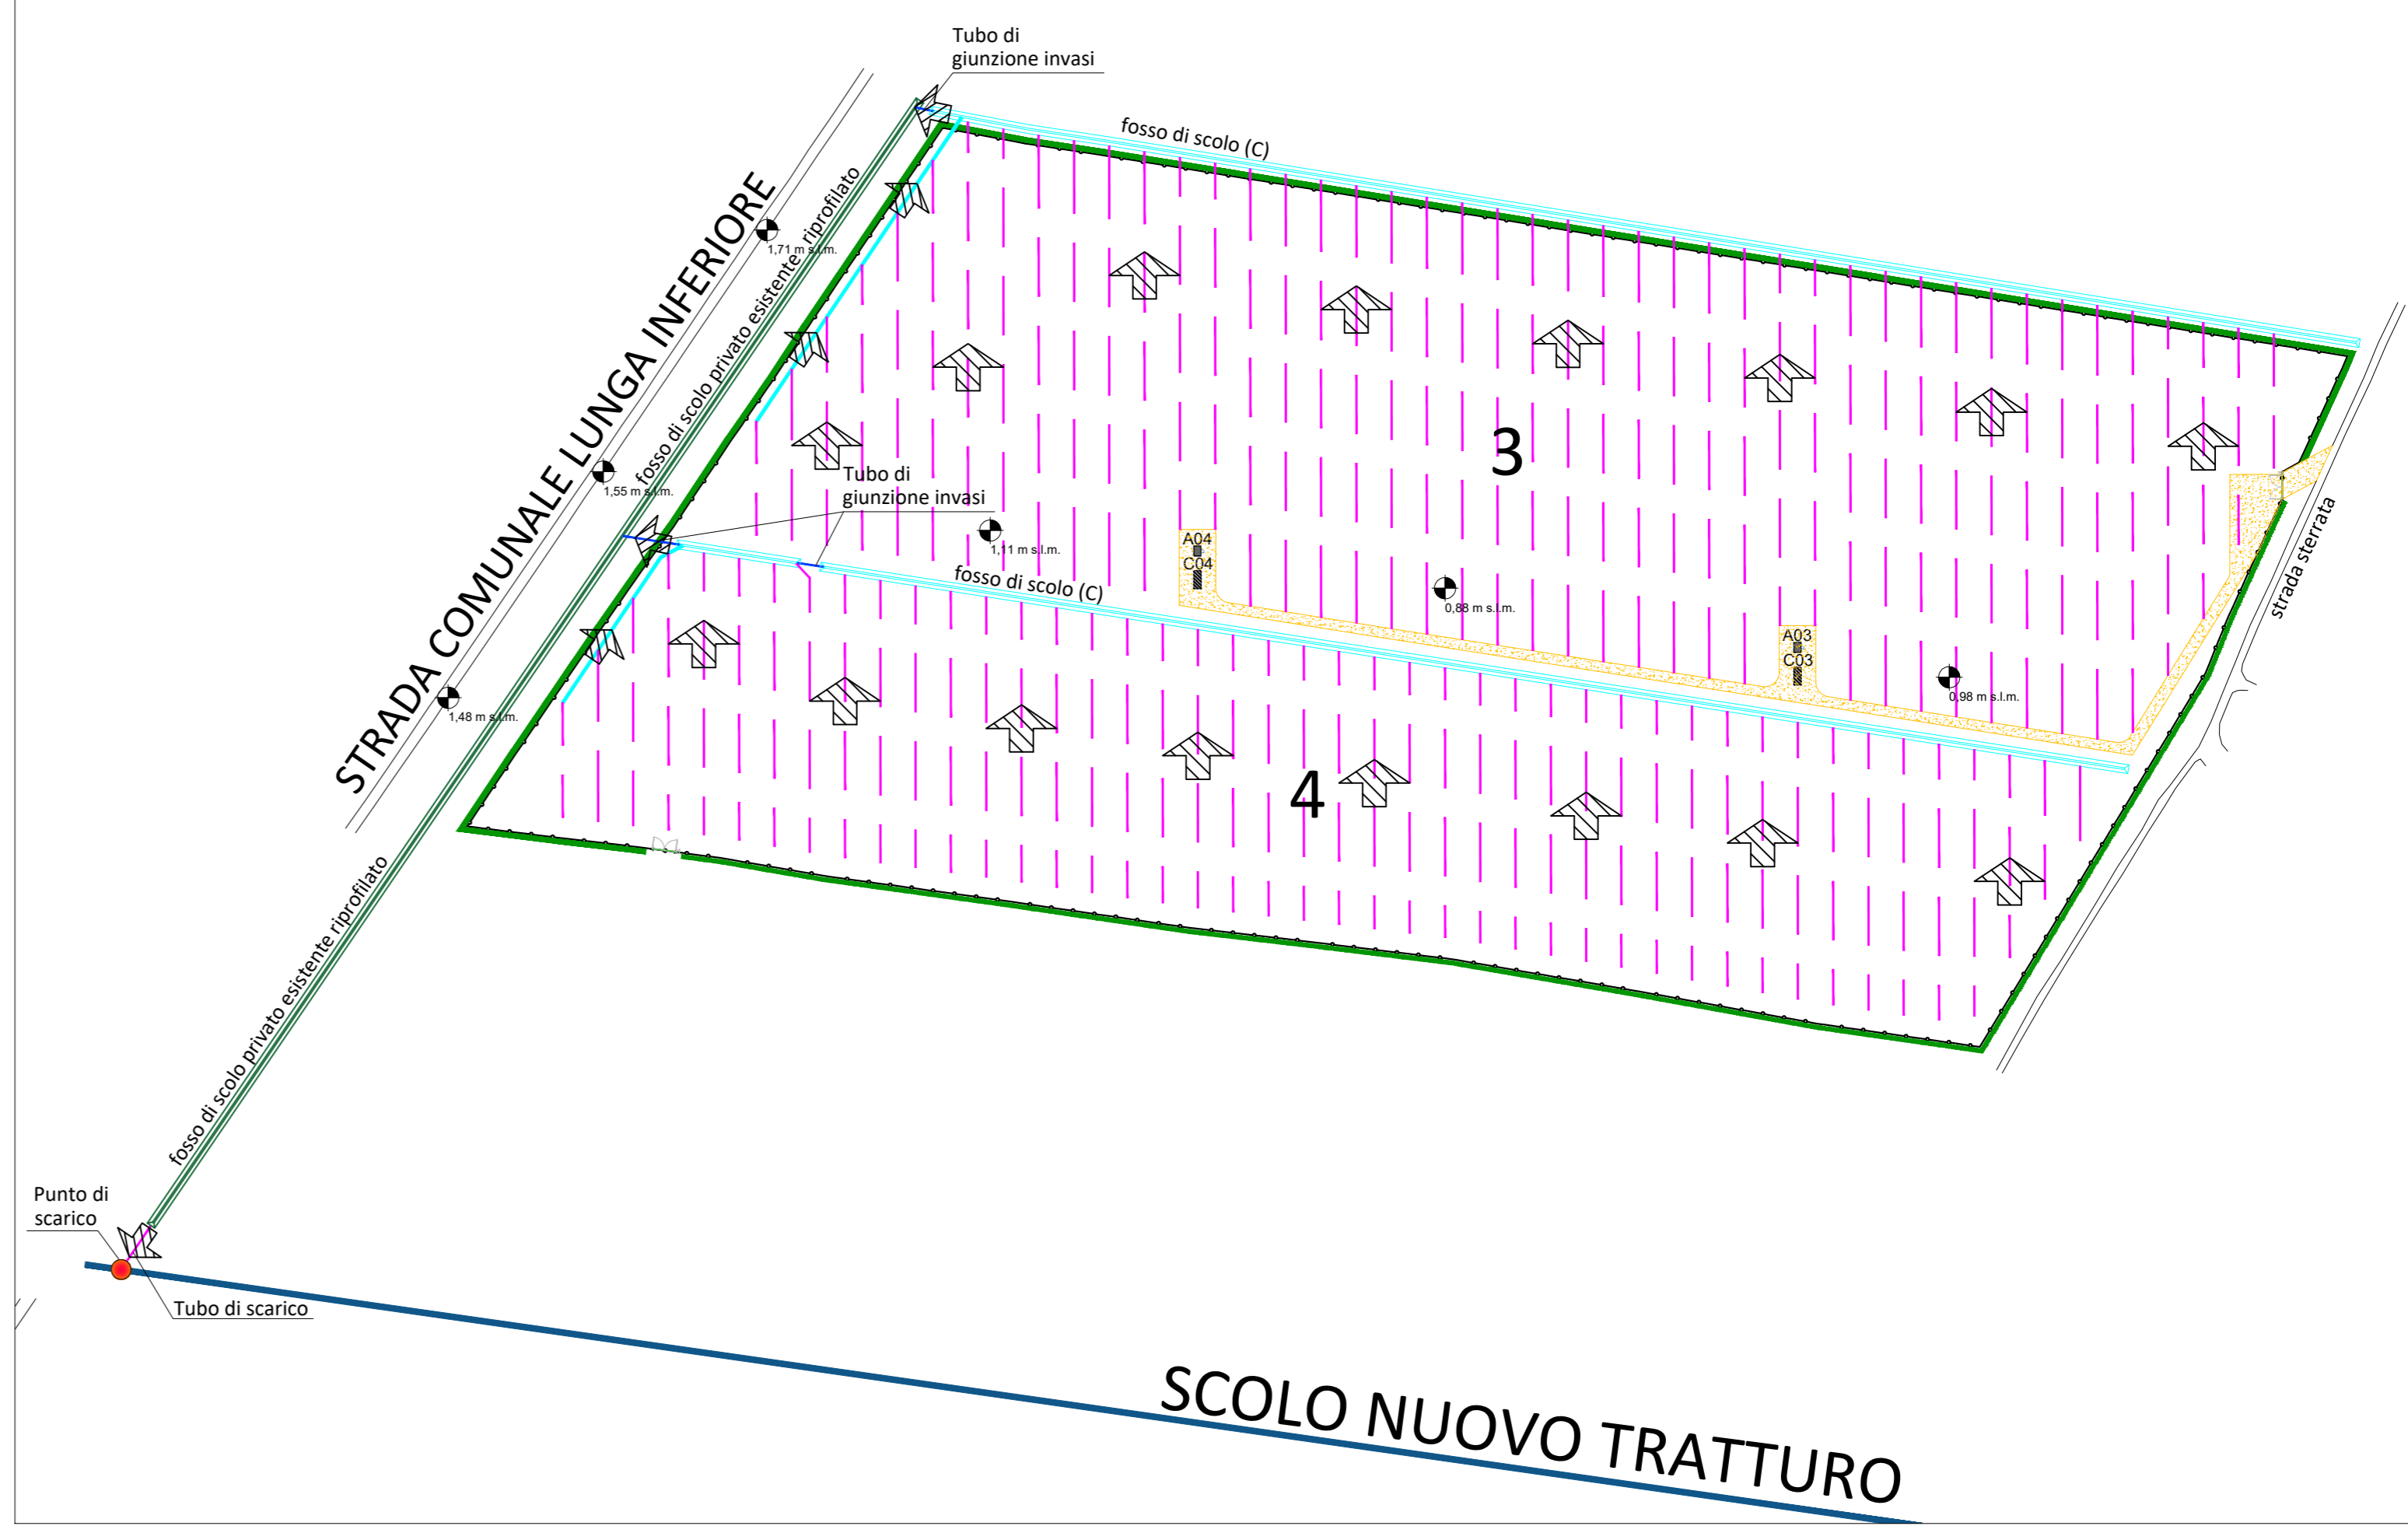 Tubo di
giunzione invasi
fosso di scolo (C)
STRADA COMUNALE LUNGA INFERIORE
1,71 m s.l.m.
fosso di scolo privato esistente riprofilato
3
1,55 m s.l.m.
Tubo di
giunzione invasi
1,11 m s.l.m.
A04
C04
fosso di scolo (C)
0,88 m s.l.m.
strada sterrata
A03
C03
0,98 m s.l.m.
1,48 m s.l.m.
4
fosso di scolo privato esistente riprofilato
Punto di
scarico
Tubo di scarico
SCOLO NUOVO TRATTURO